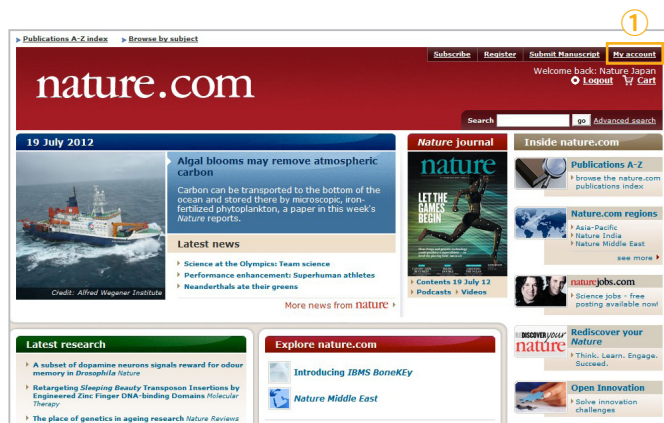 ①
Publications A-Z index Browse by subject
Subscribe Register Submit Manuscript My account
nature.com
Welcome back: Nature Japan
Logout Cart
Search go Advanced search
19 July 2012
Algal blooms may remove atmospheric
carbon
Carbon can be transported to the bottom of the
ocean and stored there by microscopic, iron-
fertilized phytoplankton, a paper in this week's
Nature reports.
Latest news
Science at the Olympics: Team science
Performance enhancement: Superhuman athletes
Neanderthals ate their greens
Credit: Alfred Wegener Institute
More news from nature
Nature journal
nature
LET THE
GAMES
BEGIN
Contents 19 July 12
Podcasts Videos
Inside nature.com
Publications A-Z
browse the nature.com
publications index
Nature.com regions
Asia-Pacific
Nature India
Nature Middle East
see more
naturejobs.com
Science jobs - free
posting available now!
DISCOVER YOUR
nature
Rediscover your
Nature
Think. Learn. Engage.
Succeed.
Open Innovation
Solve innovation
challenges
Latest research
A subset of dopamine neurons signals reward for odour
memory in Drosophila Nature
Retargeting Sleeping Beauty Transposon Insertions by
Engineered Zinc Finger DNA-binding Domains Molecular
Therapy
The place of genetics in ageing research Nature Reviews
Explore nature.com
Introducing IBMS BoneKEy
Nature Middle East